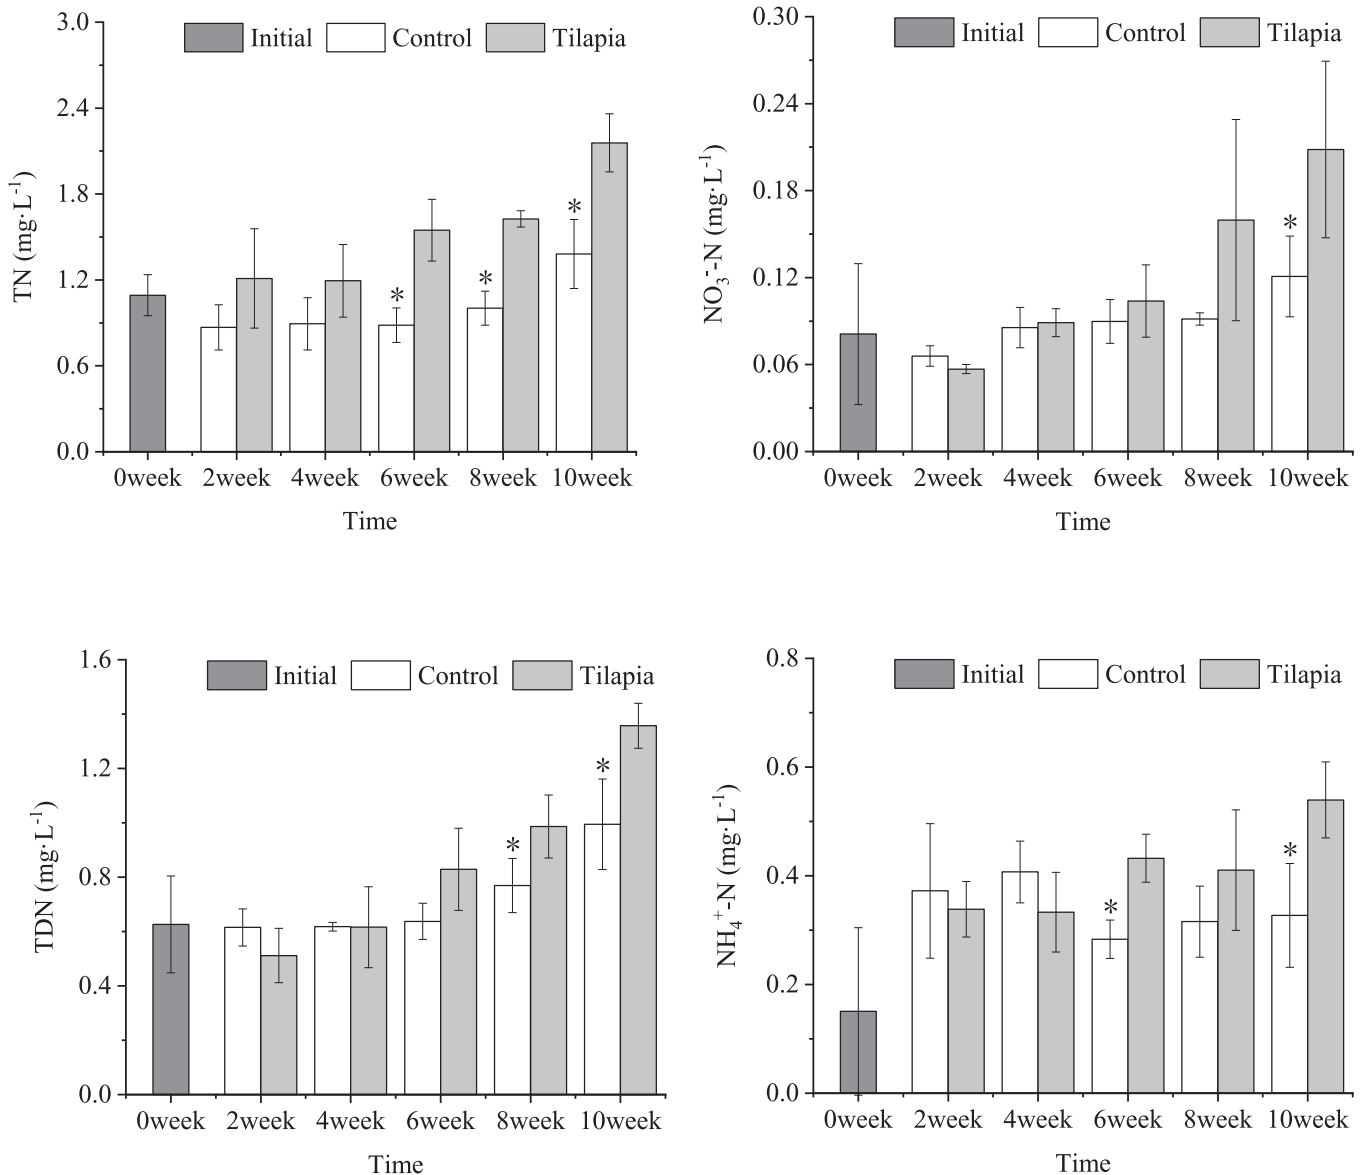 Initial Control Tilapia
TN (mg·L⁻¹)
3.0
2.4
1.8
1.2
0.6
0.0
* * *
0week 2week 4week 6week 8week 10week
Time
Initial Control Tilapia
NO₃⁻-N (mg·L⁻¹)
0.30
0.24
0.18
0.12
0.06
0.00
*
0week 2week 4week 6week 8week 10week
Time
Initial Control Tilapia
TDN (mg·L⁻¹)
1.6
1.2
0.8
0.4
0.0
* *
0week 2week 4week 6week 8week 10week
Time
Initial Control Tilapia
NH₄⁺-N (mg·L⁻¹)
0.8
0.6
0.4
0.2
0.0
* *
0week 2week 4week 6week 8week 10week
Time